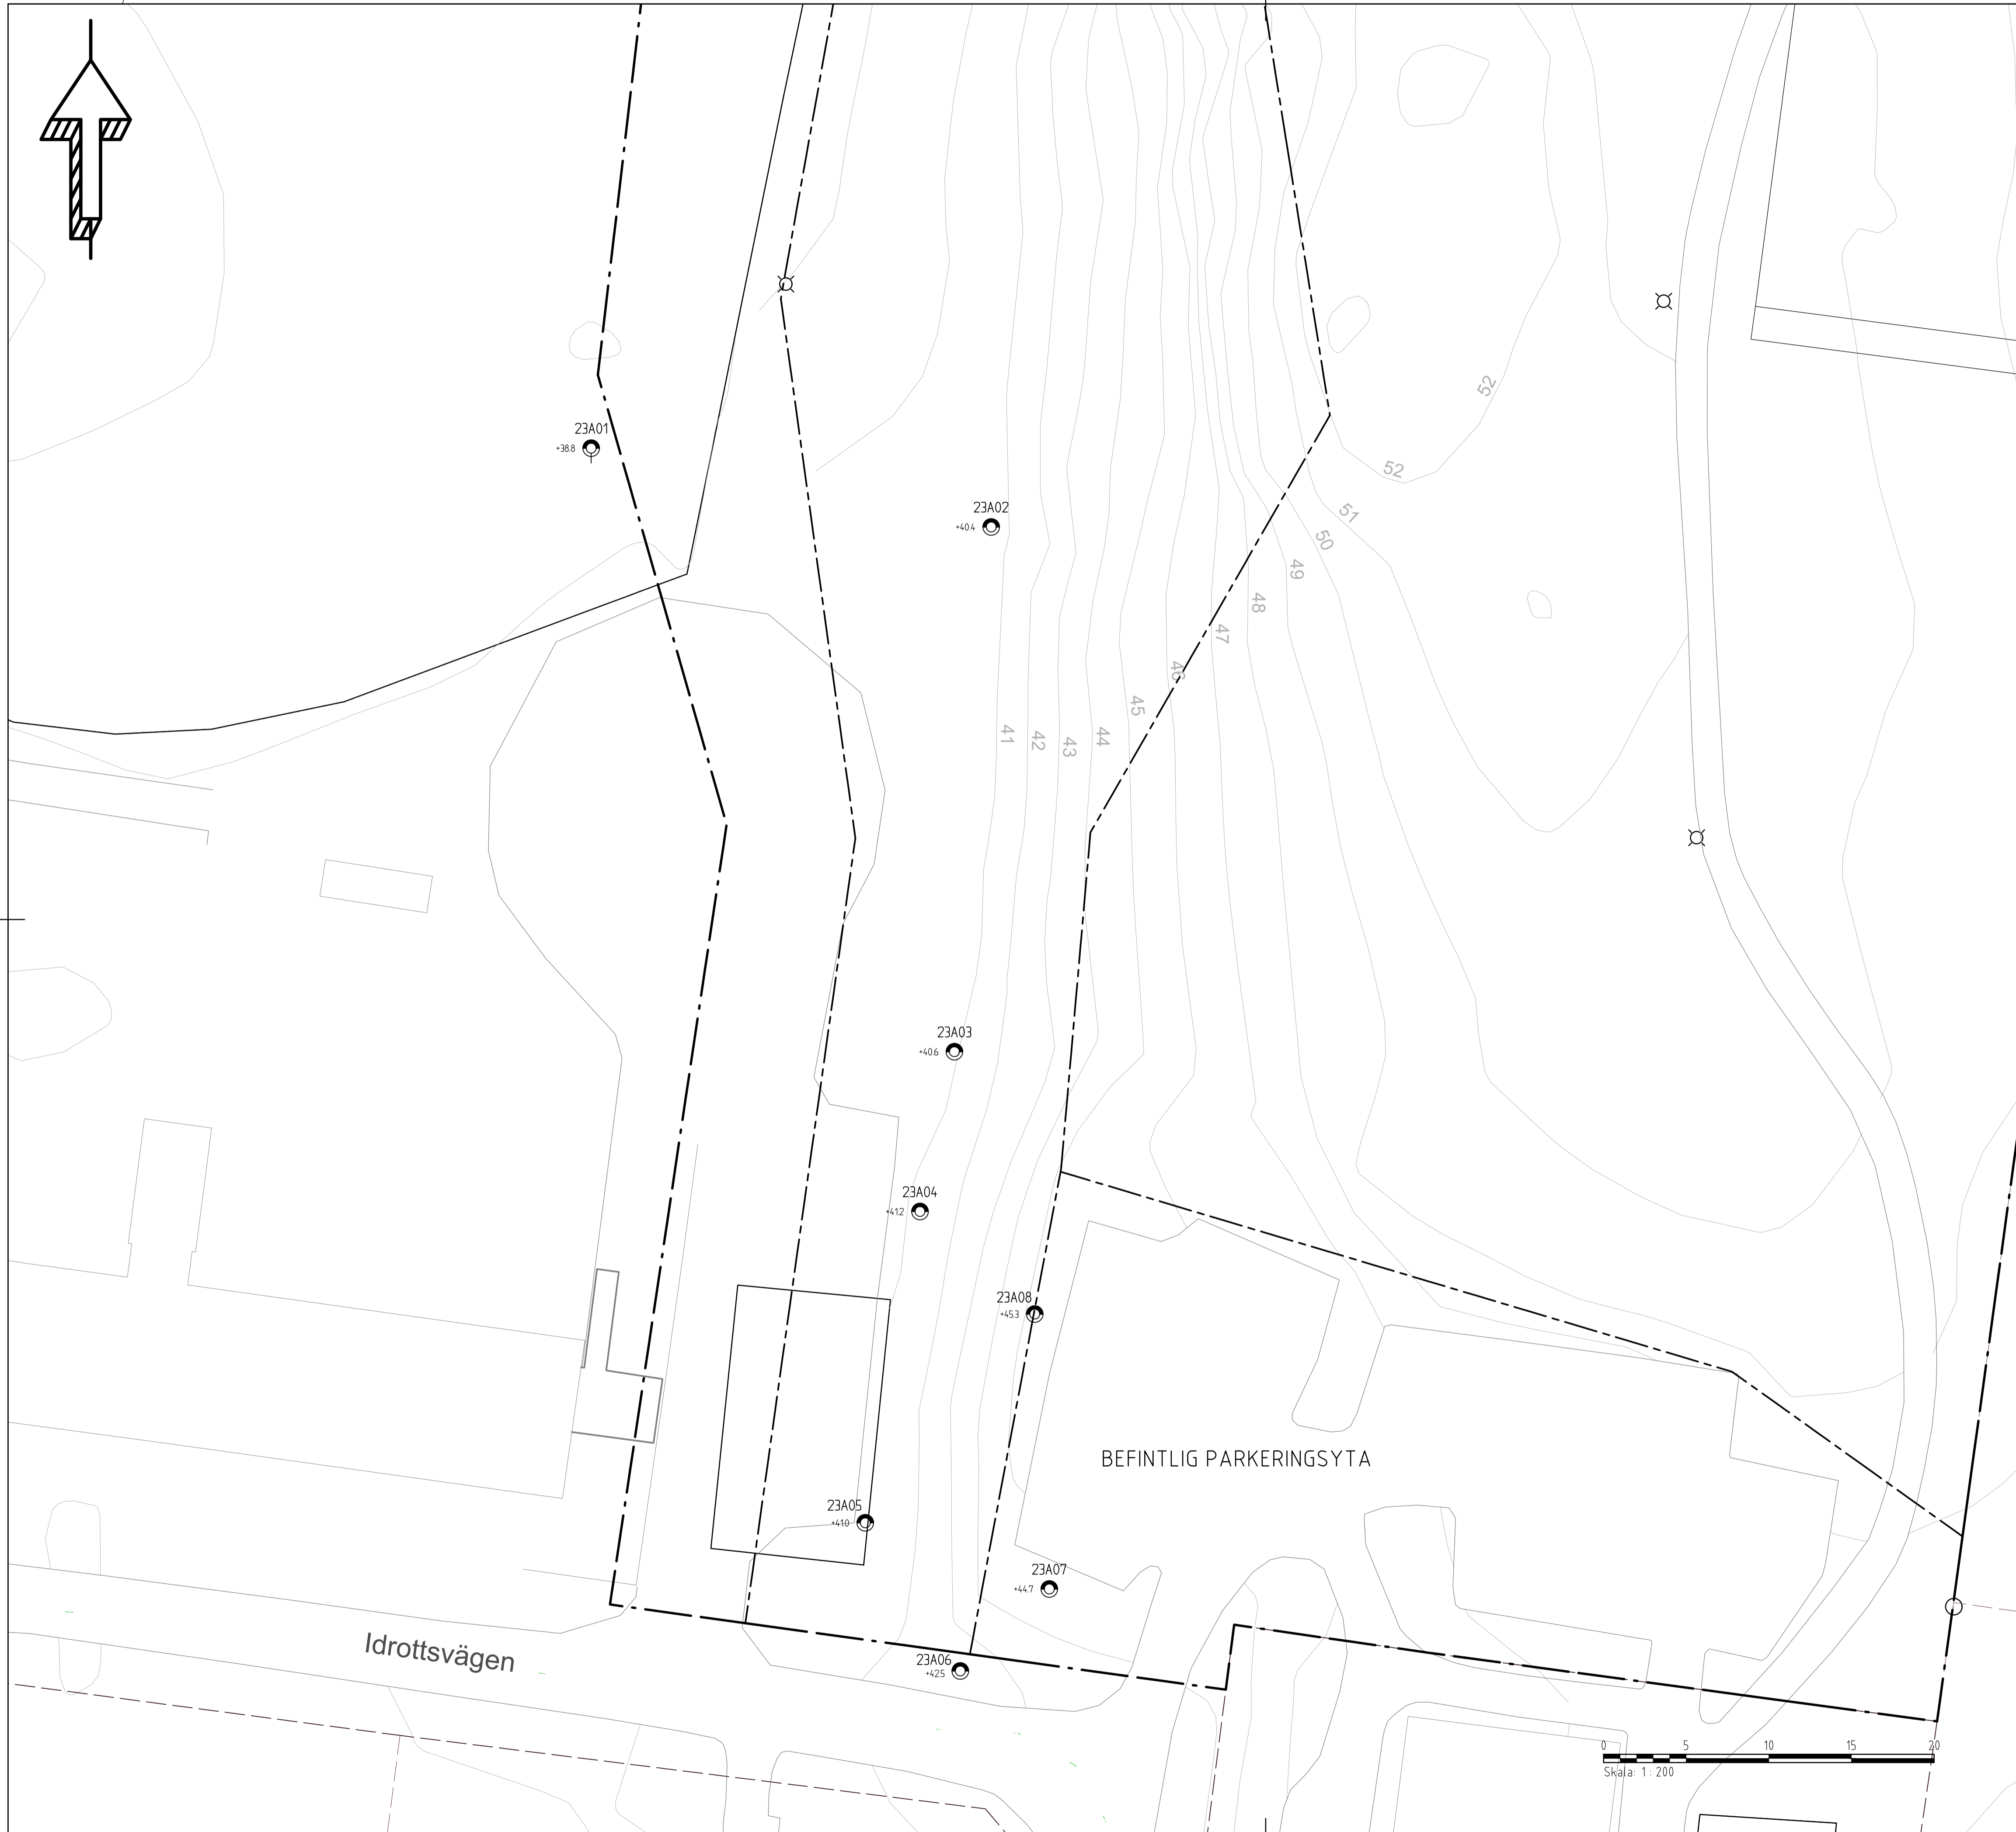 23A01
+38.8
23A02
+40.4
52
52
51
50
49
48
47
46
45
44
43
42
41
23A03
+40.6
23A04
+41.2
23A08
+45.3
BEFINTLIG PARKERINGSYTA
23A05
+41.0
23A07
+44.7
23A06
+42.5
Idrottsvägen
0 5 10 15 20
Skala: 1 : 200